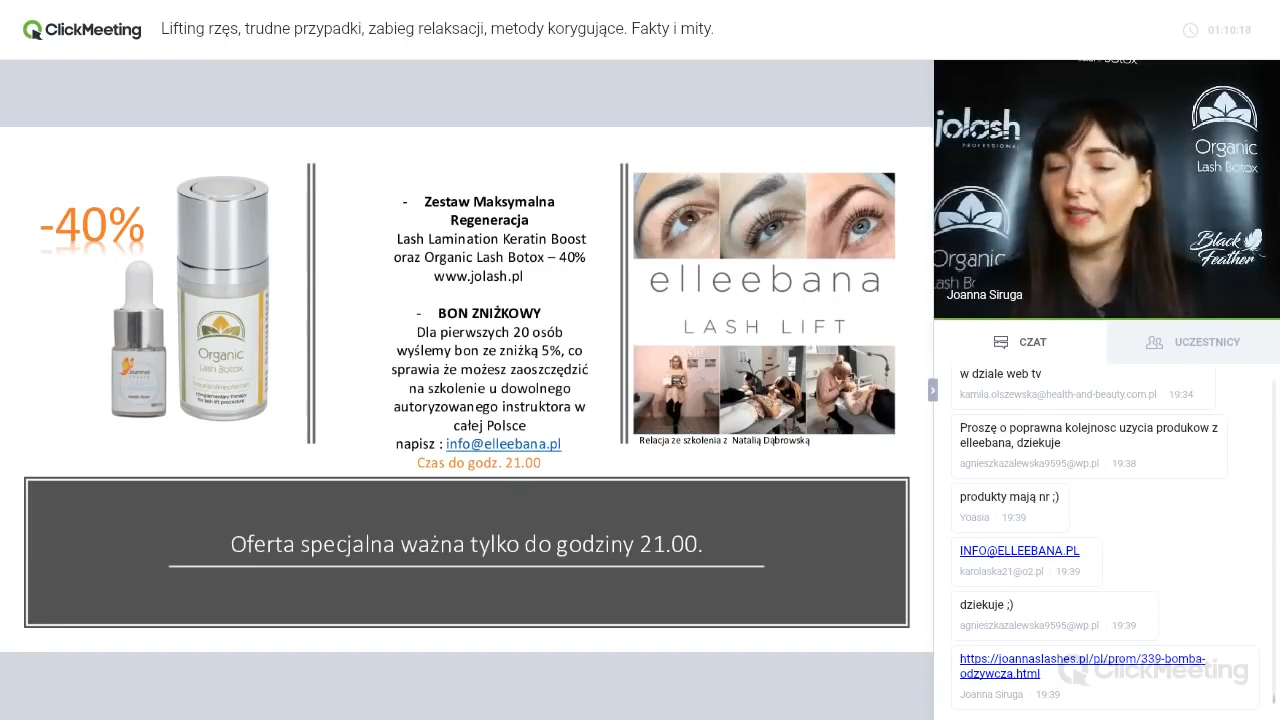 ClickMeeting
Lifting rzęs, trudne przypadki, zabieg relaksacji, metody korygujące. Fakty i mity.
01:10:18
-40%
Organic
Lash Botox
complementary therapy
for lash lift procedure
- Zestaw Maksymalna
Regeneracja
Lash Lamination Keratin Boost
oraz Organic Lash Botox – 40%
www.jolash.pl
- BON ZNIŻKOWY
Dla pierwszych 20 osób
wyślemy bon ze zniżką 5%, co
sprawia że możesz zaoszczędzić
na szkolenie u dowolnego
autoryzowanego instruktora w
całej Polsce
napisz : info@elleebana.pl
Czas do godz. 21.00
elleebana
LASH LIFT
Relacja ze szkolenia z Natalią Dąbrowską
Oferta specjalna ważna tylko do godziny 21.00.
Lash Botox
jolash
PROFESSIONAL
Organic
Lash Botox
Organic
Lash B
Black
Feather
Joanna Siruga
CZAT
UCZESTNICY
w dziale web tv
kamila.olszewska@health-and-beauty.com.pl 19:34
Proszę o poprawna kolejnosc uzycia produkow z
elleebana, dziekuje
agnieszkazalewska9595@wp.pl 19:38
produkty mają nr ;)
Yoasia 19:39
INFO@ELLEEBANA.PL
karolaska21@o2.pl 19:39
dziekuje ;)
agnieszkazalewska9595@wp.pl 19:39
https://joannaslashes.pl/pl/prom/339-bomba-
odzywcza.html
ClickMeeting
Joanna Siruga 19:39